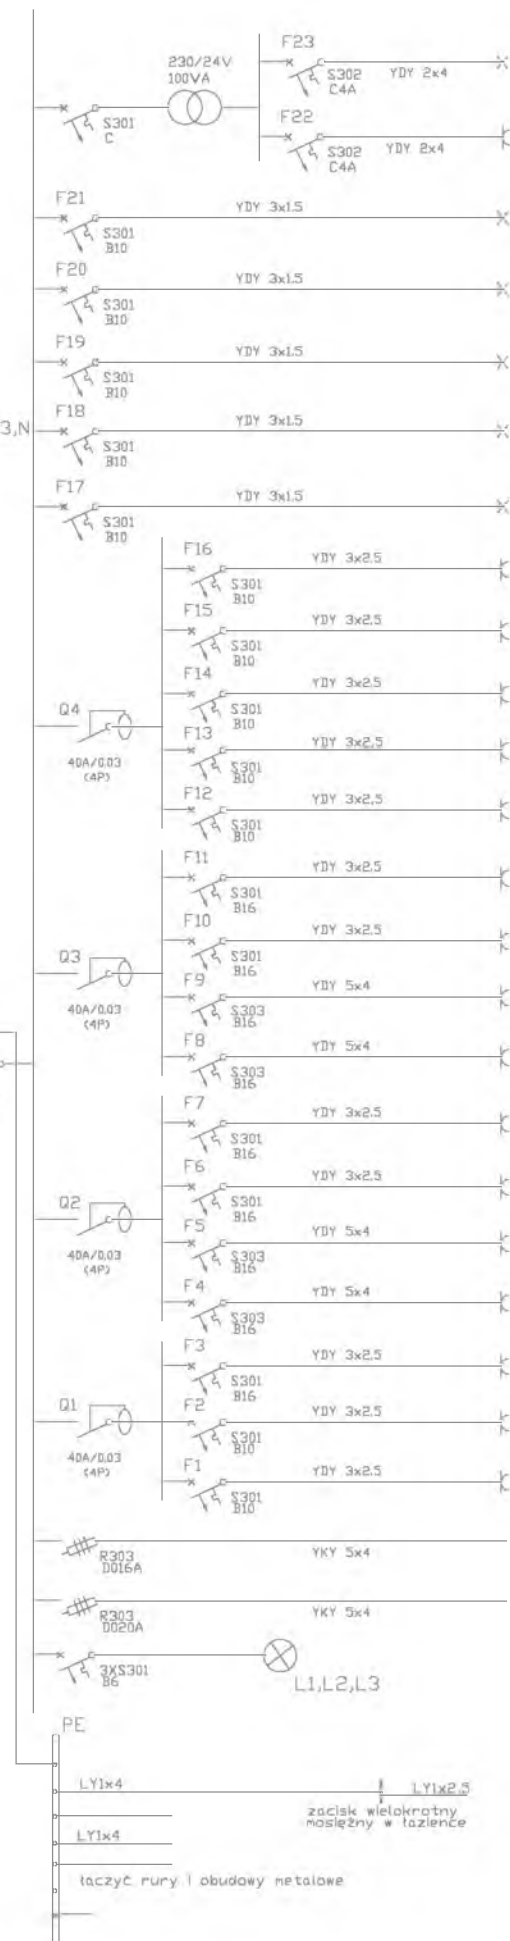 F23
230/24V
100VA
S302
C4A
YDY 2x4
S301
C
F22
S302
C4A
YDY 2x4
F21
YDY 3x1.5
S301
B10
F20
YDY 3x1.5
S301
B10
F19
YDY 3x1.5
S301
B10
F18
3,N
YDY 3x1.5
S301
B10
F17
YDY 3x1.5
S301
B10
F16
YDY 3x2.5
S301
B10
F15
YDY 3x2.5
S301
B10
F14
YDY 3x2.5
S301
B10
Q4
40A/0.03
(4P)
F13
YDY 3x2.5
S301
B10
F12
YDY 3x2.5
S301
B10
F11
YDY 3x2.5
S301
B16
F10
YDY 3x2.5
S301
B16
Q3
40A/0.03
(4P)
F9
YDY 5x4
S303
B16
F8
YDY 5x4
S303
B16
F7
YDY 3x2.5
S301
B16
F6
YDY 3x2.5
S301
B16
Q2
40A/0.03
(4P)
F5
YDY 5x4
S303
B16
F4
YDY 5x4
S303
B16
F3
YDY 3x2.5
S301
B16
Q1
40A/0.03
(4P)
F2
YDY 3x2.5
S301
B10
F1
YDY 3x2.5
S301
B10
R303
D016A
YKY 5x4
R303
D020A
YKY 5x4
3XS301
B6
L1,L2,L3
PE
LY1x4
LY1x2.5
zacisk wielokrotny
mosiężny w łazience
LY1x4
łączyć rury i obudowy metalowe